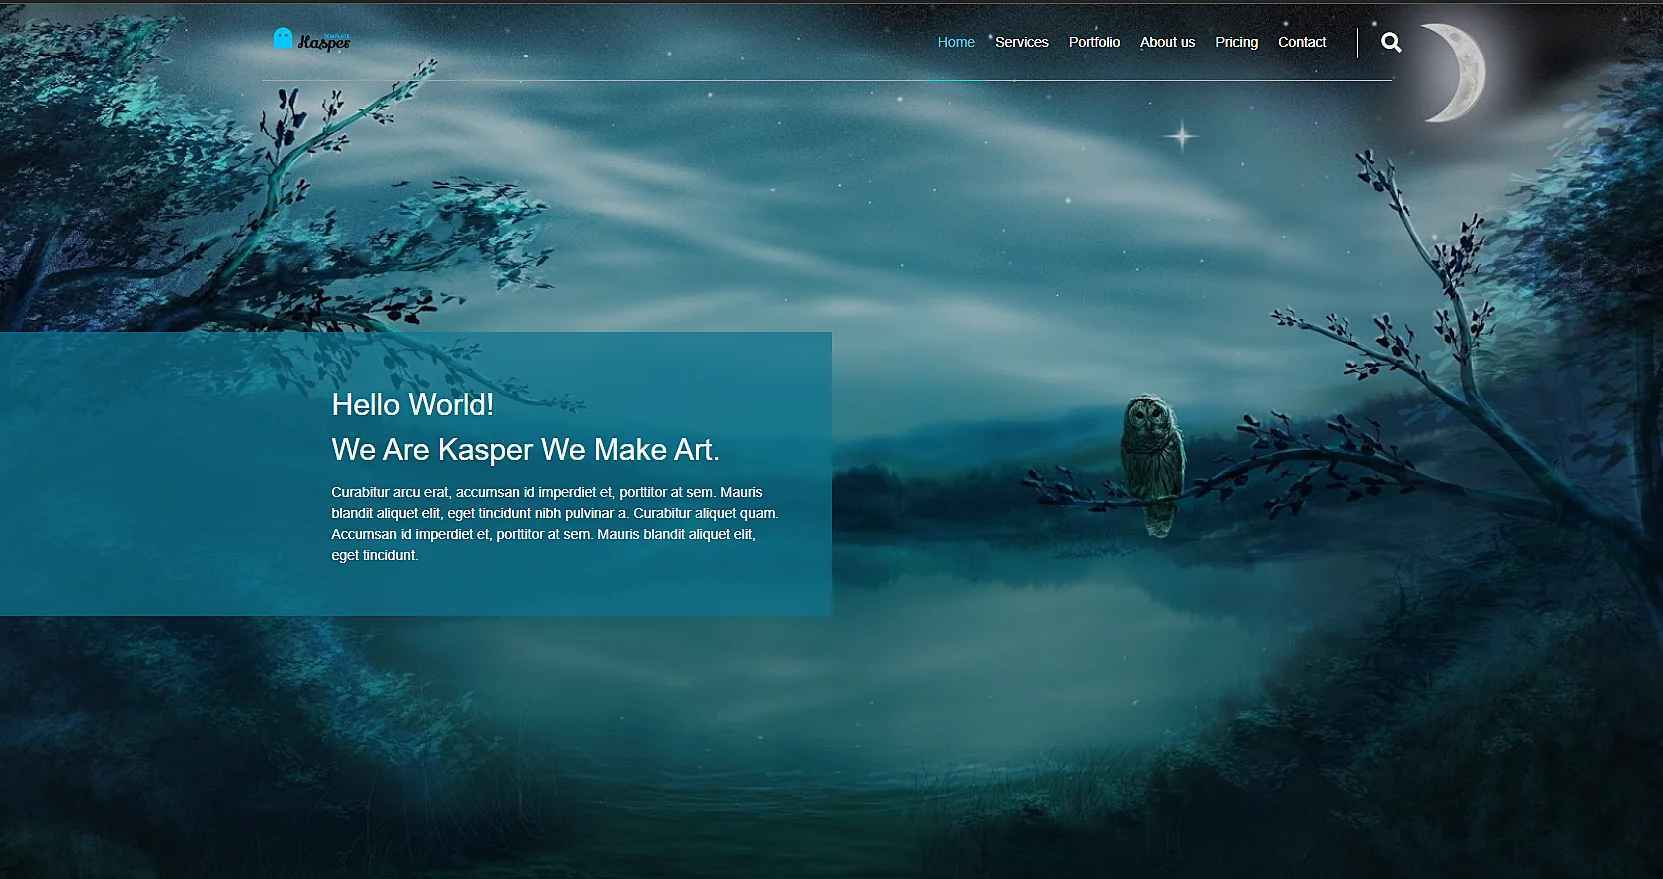 TEMPLATE
Kasper
Home Services Portfolio About us Pricing Contact
Hello World!
We Are Kasper We Make Art.
Curabitur arcu erat, accumsan id imperdiet et, porttitor at sem. Mauris
blandit aliquet elit, eget tincidunt nibh pulvinar a. Curabitur aliquet quam.
Accumsan id imperdiet et, porttitor at sem. Mauris blandit aliquet elit,
eget tincidunt.